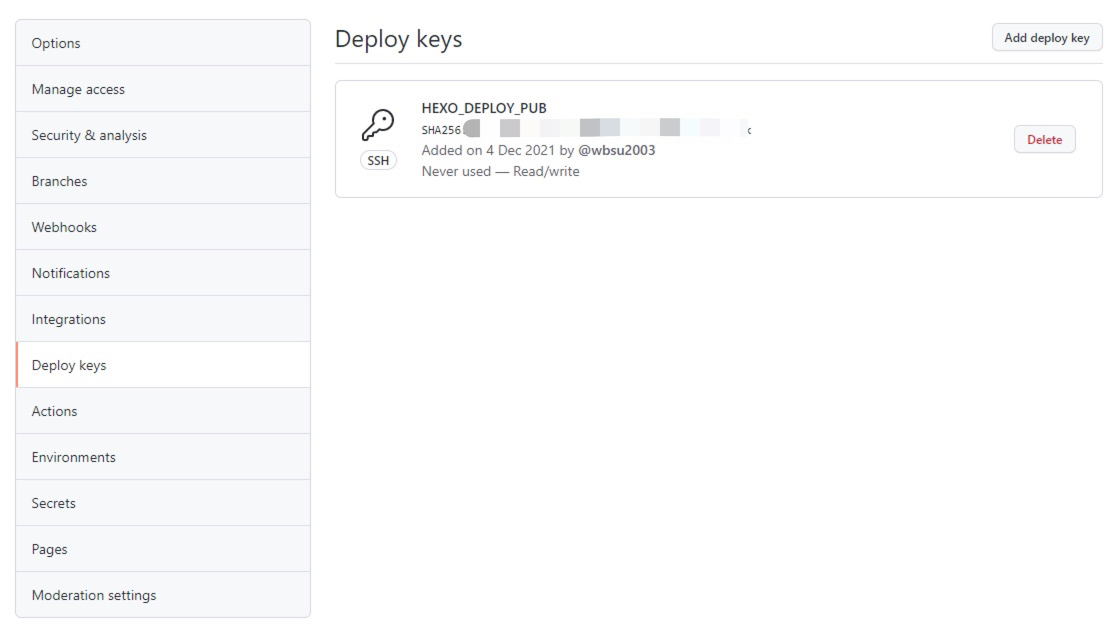 Options
Manage access
Security & analysis
Branches
Webhooks
Notifications
Integrations
Deploy keys
Actions
Environments
Secrets
Pages
Moderation settings
Deploy keys
Add deploy key
HEXO_DEPLOY_PUB
SHA256
Added on 4 Dec 2021 by @wbsu2003
Never used — Read/write
SSH
Delete